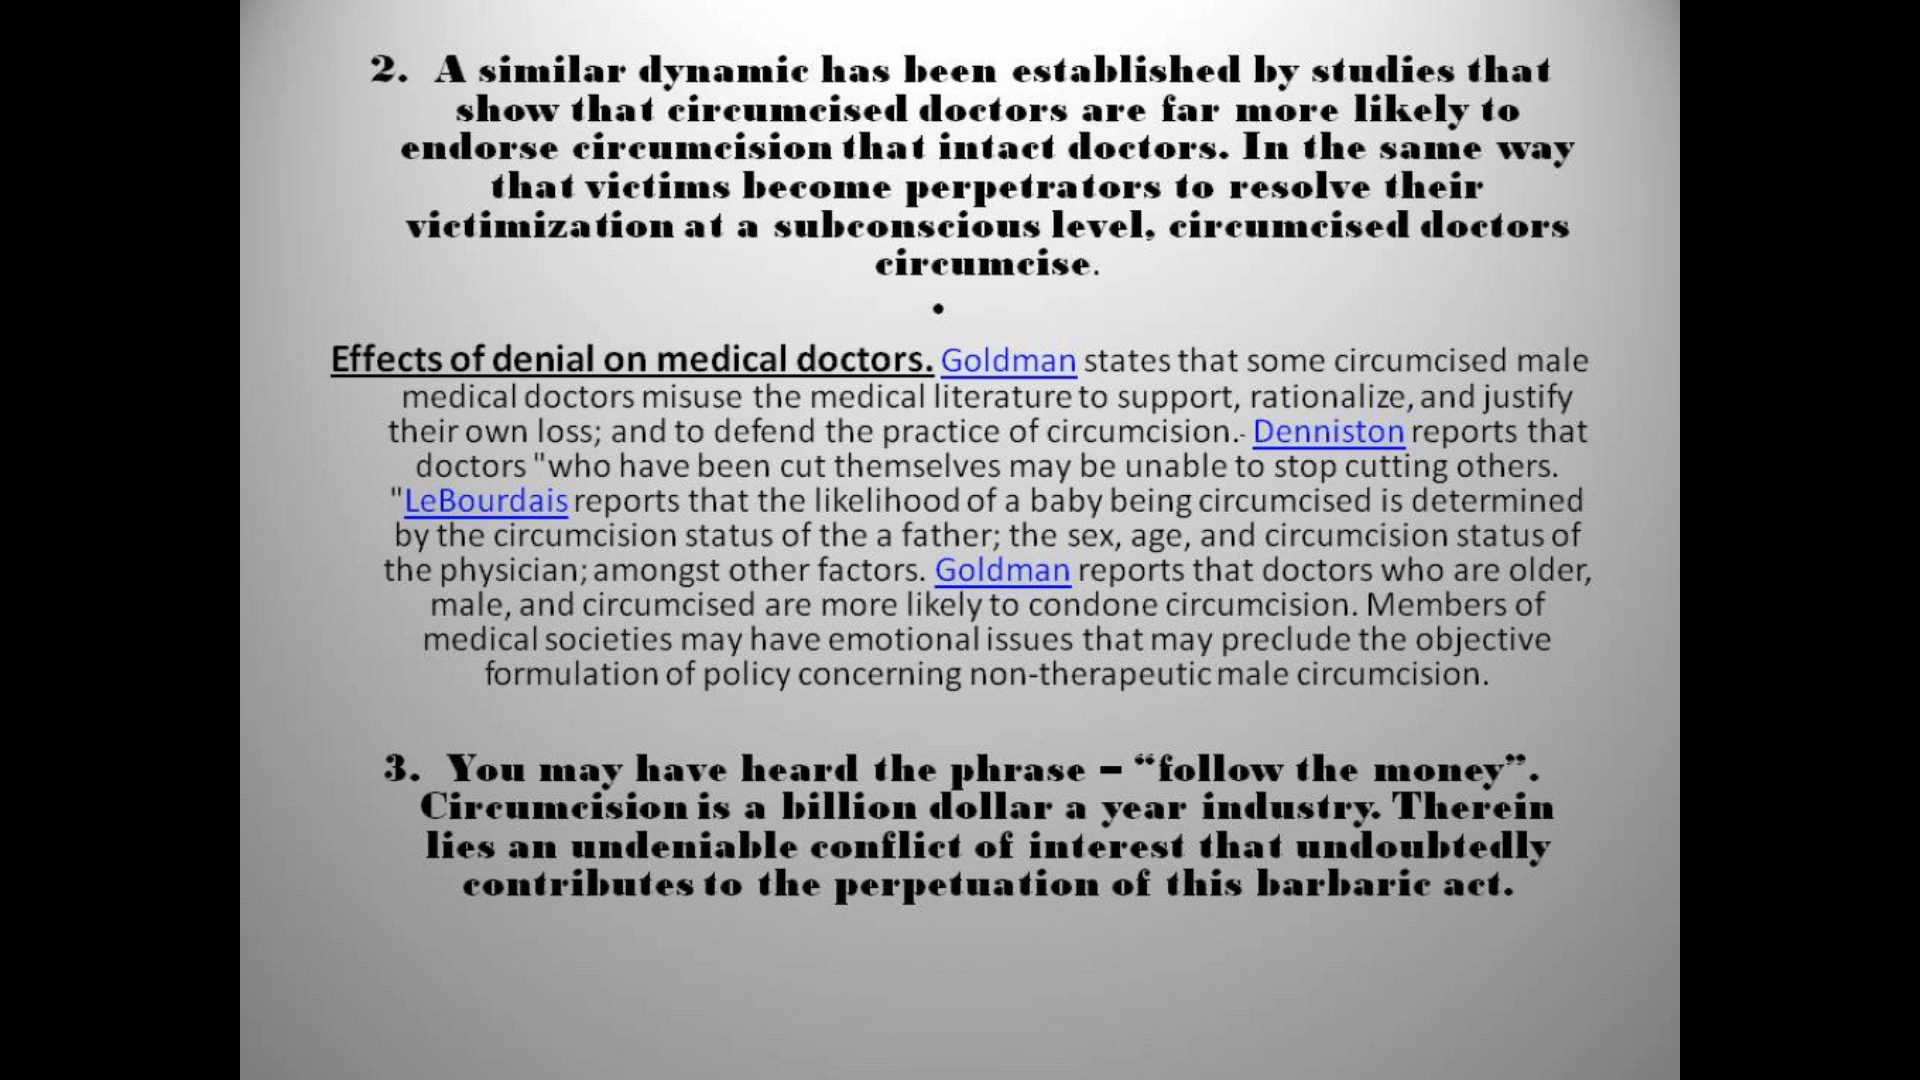 2. A similar dynamic has been established by studies that
show that circumcised doctors are far more likely to
endorse circumcision that intact doctors. In the same way
that victims become perpetrators to resolve their
victimization at a subconscious level, circumcised doctors
circumcise.
•
Effects of denial on medical doctors. Goldman states that some circumcised male
medical doctors misuse the medical literature to support, rationalize, and justify
their own loss; and to defend the practice of circumcision.- Denniston reports that
doctors "who have been cut themselves may be unable to stop cutting others.
"LeBourdais reports that the likelihood of a baby being circumcised is determined
by the circumcision status of the a father; the sex, age, and circumcision status of
the physician; amongst other factors. Goldman reports that doctors who are older,
male, and circumcised are more likely to condone circumcision. Members of
medical societies may have emotional issues that may preclude the objective
formulation of policy concerning non-therapeutic male circumcision.
3. You may have heard the phrase – “follow the money”.
Circumcision is a billion dollar a year industry. Therein
lies an undeniable conflict of interest that undoubtedly
contributes to the perpetuation of this barbaric act.